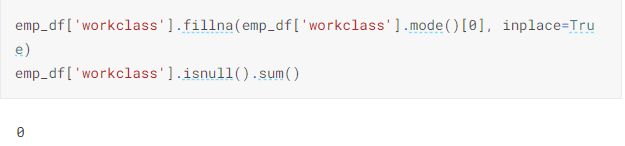 emp_df['workclass'].fillna(emp_df['workclass'].mode()[0], inplace=Tru
e)
emp_df['workclass'].isnull().sum()
0